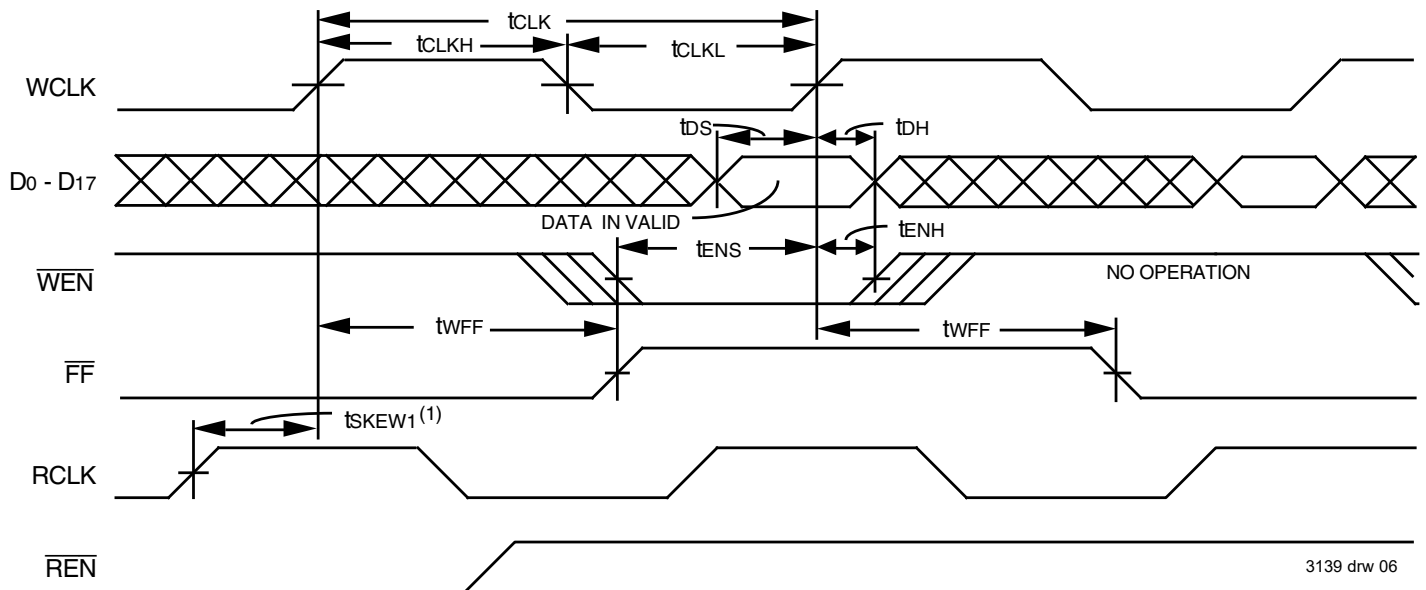 tCLK
tCLKH
tCLKL
WCLK
tDS
tDH
D0 - D17
DATA IN VALID
tENS
tENH
WEN
NO OPERATION
tWFF
tWFF
FF
tSKEW1(1)
RCLK
REN
3139 drw 06